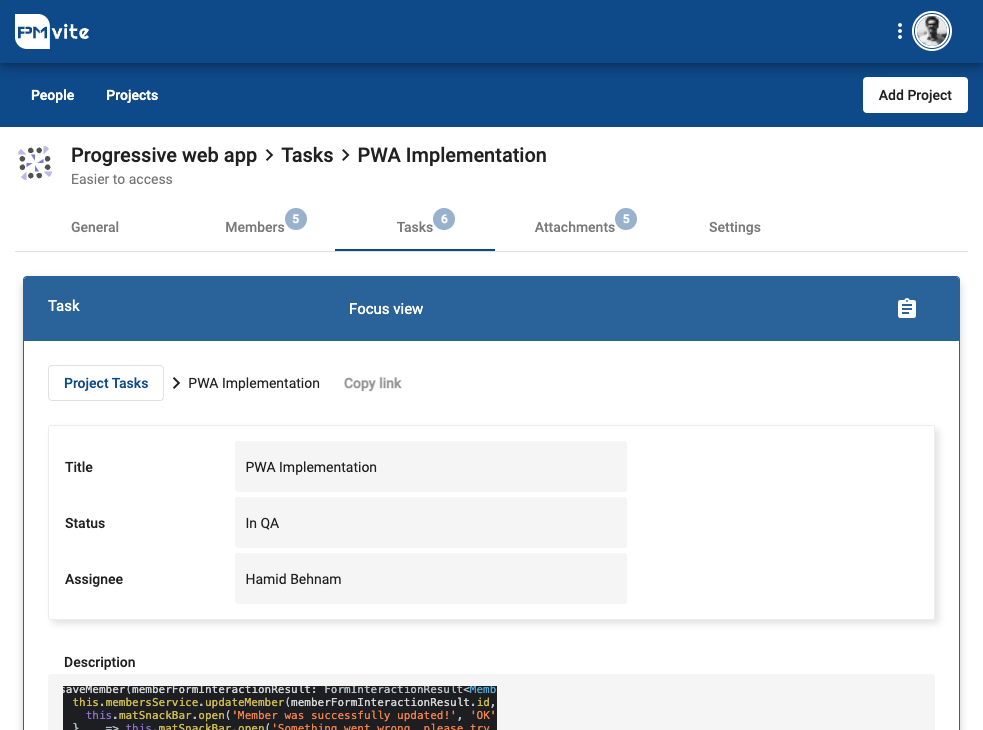 PMvite
People Projects Add Project
Progressive web app > Tasks > PWA Implementation
Easier to access
General Members 5 Tasks 6 Attachments 5 Settings
Task Focus view
Project Tasks > PWA Implementation Copy link
Title PWA Implementation
Status In QA
Assignee Hamid Behnam
Description
saveMember(memberFormInteractionResult: FormInteractionResult<Memb
this.membersService.updateMember(memberFormInteractionResult.id,
this.matSnackBar.open('Member was successfully updated!', 'OK'
}, => this.matSnackBar.open('Something went wrong, please try